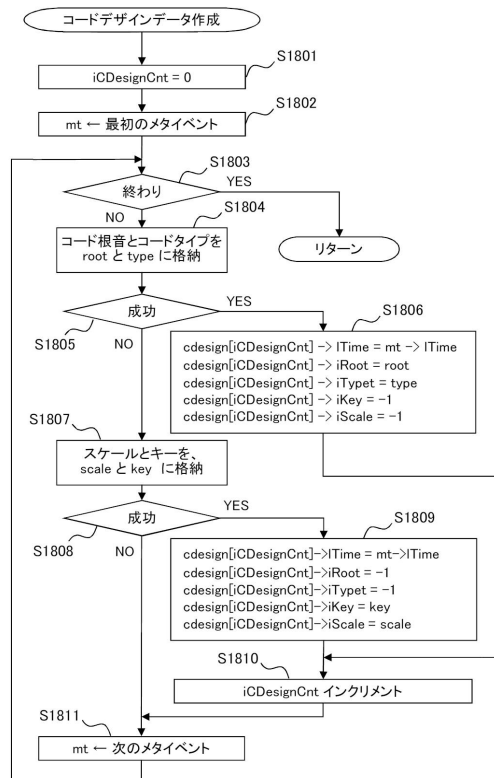 コードデザインデータ作成
S1801
iCDesignCnt = 0
S1802
mt ← 最初のメタイベント
S1803
終わり
YES
NO
S1804
コード根音とコードタイプを
root と type に格納
リターン
成功
YES
S1805
NO
S1806
cdesign[iCDesignCnt] -> lTime = mt -> lTime
cdesign[iCDesignCnt] -> iRoot = root
cdesign[iCDesignCnt] -> iTypet = type
cdesign[iCDesignCnt] -> iKey = -1
cdesign[iCDesignCnt] -> iScale = -1
S1807
スケールとキーを、
scale と key に格納
成功
YES
S1808
NO
S1809
cdesign[iCDesignCnt]->lTime = mt->lTime
cdesign[iCDesignCnt]->iRoot = -1
cdesign[iCDesignCnt]->iTypet = -1
cdesign[iCDesignCnt]->iKey = key
cdesign[iCDesignCnt]->iScale = scale
S1810
iCDesignCnt インクリメント
S1811
mt ← 次のメタイベント